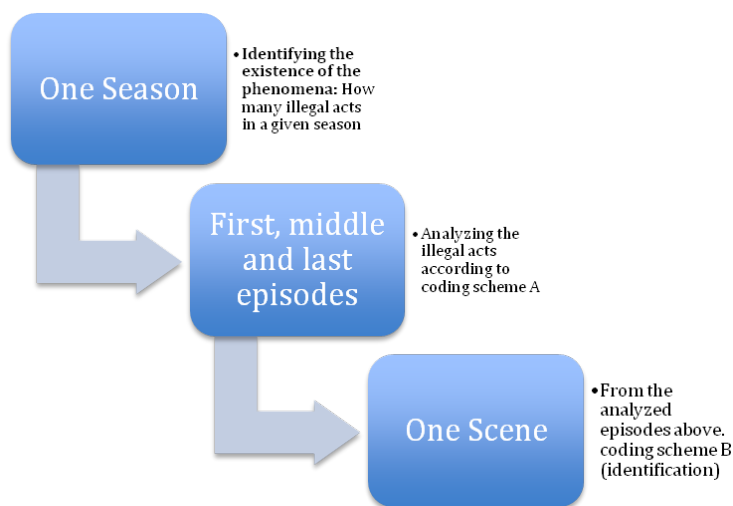 One Season
•Identifying the
existence of the
phenomena: How
many illegal acts
in a given season
First, middle
and last
episodes
•Analyzing the
illegal acts
according to
coding scheme A
One Scene
•From the
analyzed
episodes above.
coding scheme B
(identification)